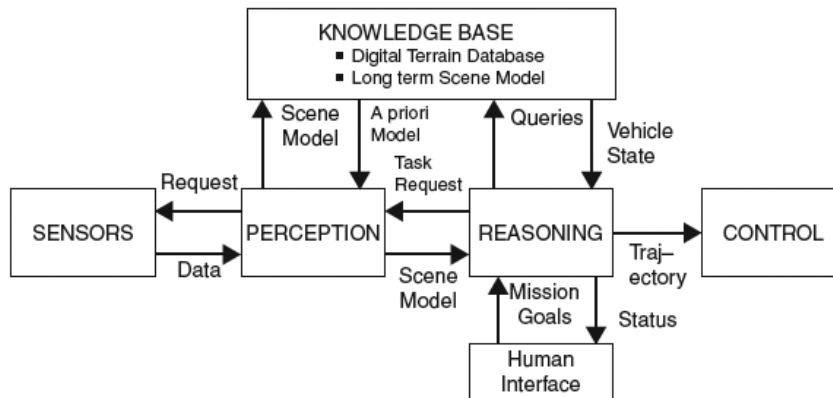 KNOWLEDGE BASE
▪ Digital Terrain Database
▪ Long term Scene Model
Scene
Model
A priori
Model
Queries
Vehicle
State
Request
Task
Request
SENSORS
PERCEPTION
REASONING
CONTROL
Data
Scene
Model
Traj–
ectory
Mission
Goals
Status
Human
Interface